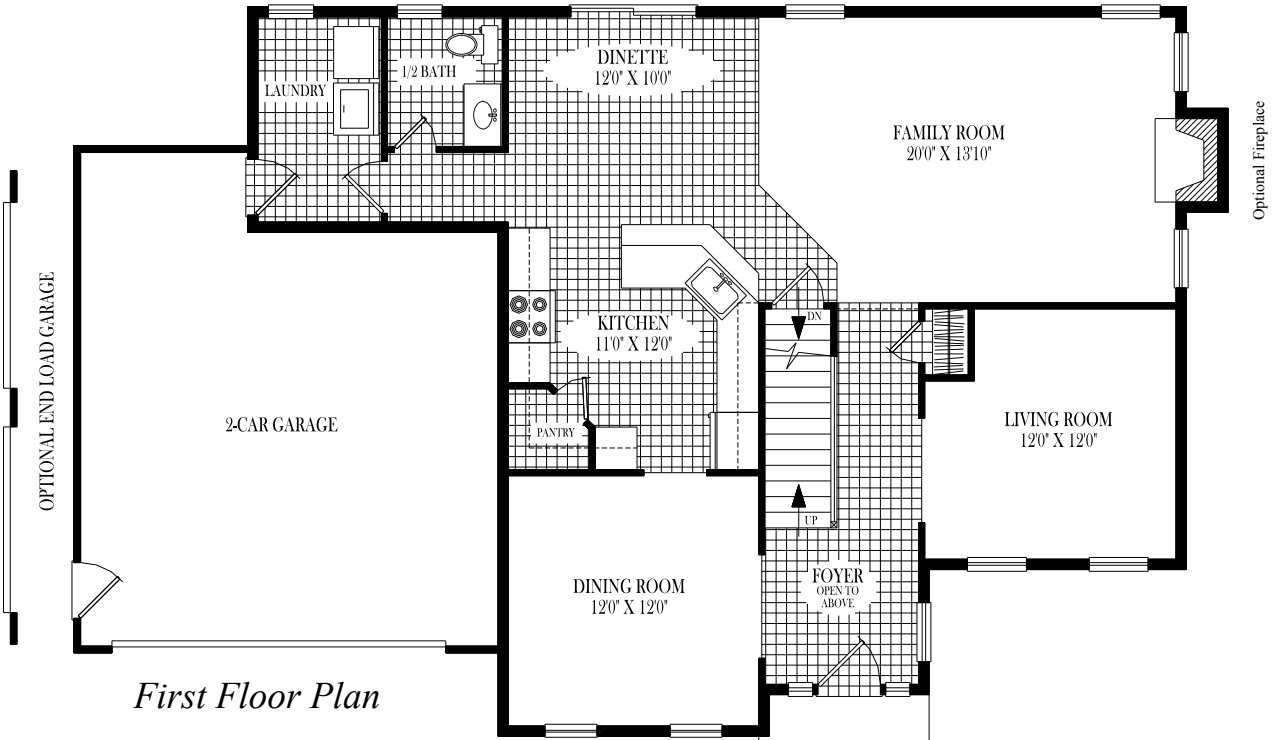 DINETTE
12'0" X 10'0"
1/2 BATH
LAUNDRY
FAMILY ROOM
20'0" X 13'10"
Optional Fireplace
OPTIONAL END LOAD GARAGE
KITCHEN
11'0" X 12'0"
DN
2-CAR GARAGE
PANTRY
LIVING ROOM
12'0" X 12'0"
UP
DINING ROOM
12'0" X 12'0"
FOYER
OPEN TO
ABOVE
First Floor Plan